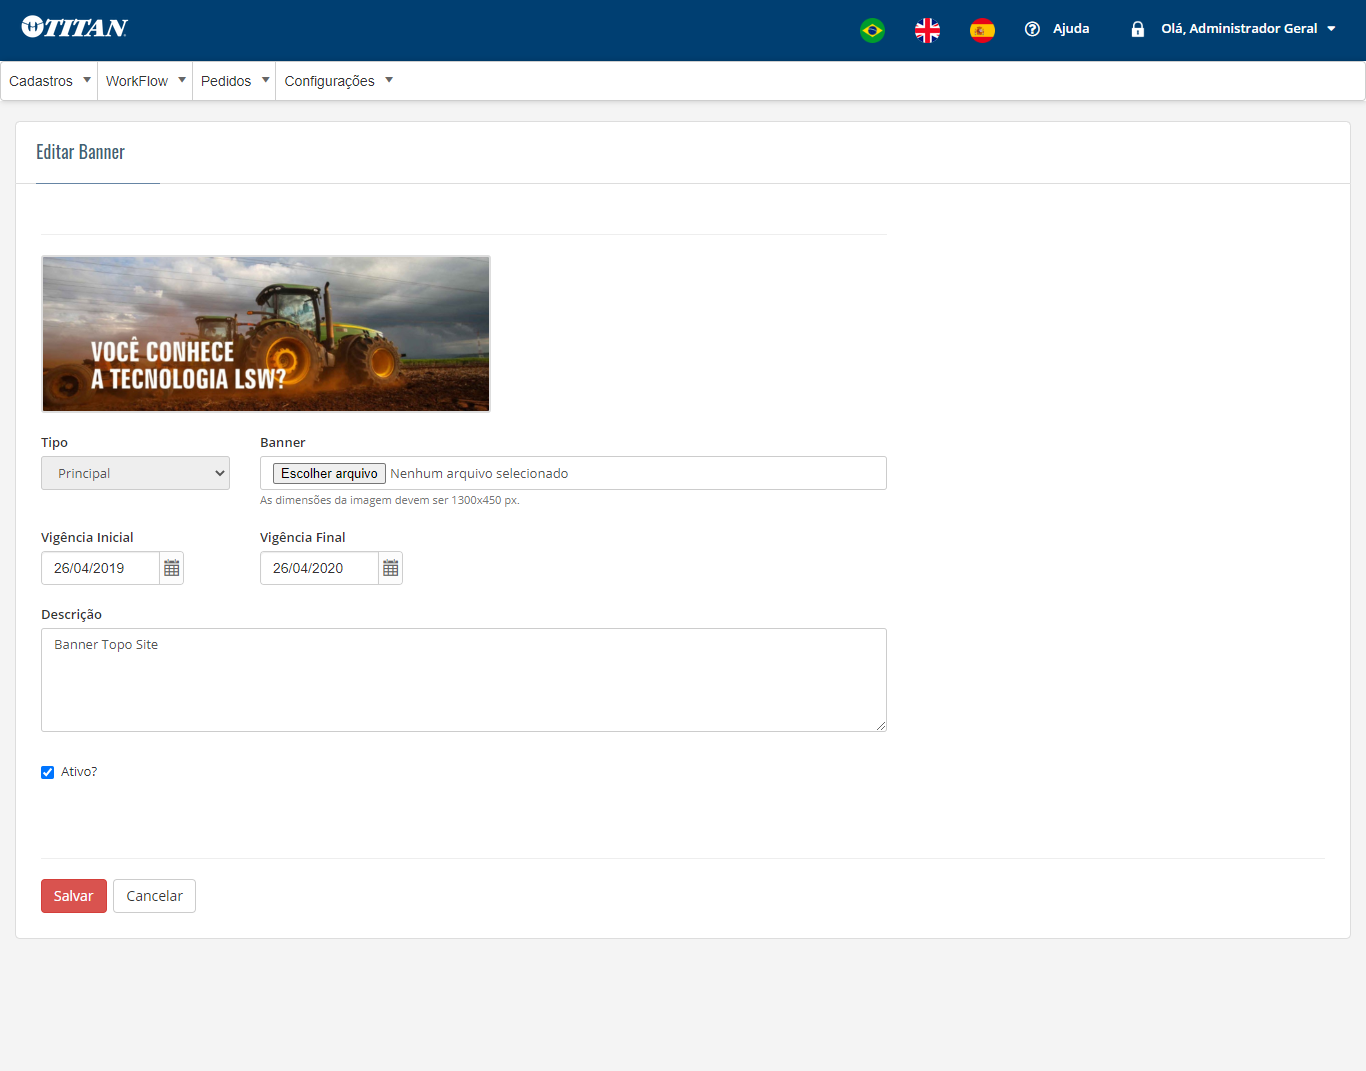 TITAN
Ajuda
Olá, Administrador Geral
Cadastros
WorkFlow
Pedidos
Configurações
Editar Banner
VOCÊ CONHECE
A TECNOLOGIA LSW?
Tipo
Banner
Principal
Escolher arquivo Nenhum arquivo selecionado
As dimensões da imagem devem ser 1300x450 px.
Vigência Inicial
Vigência Final
26/04/2019
26/04/2020
Descrição
Banner Topo Site
Ativo?
Salvar
Cancelar